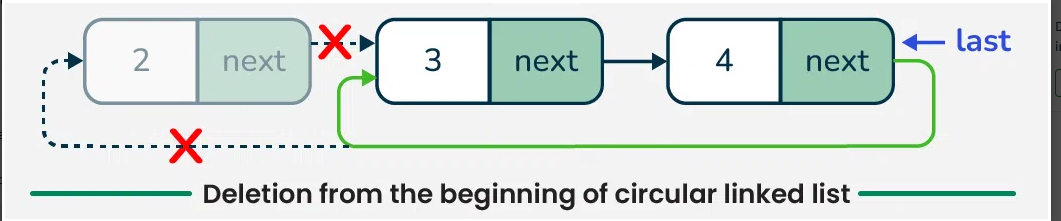 2 next 3 next 4 next last
Deletion from the beginning of circular linked list